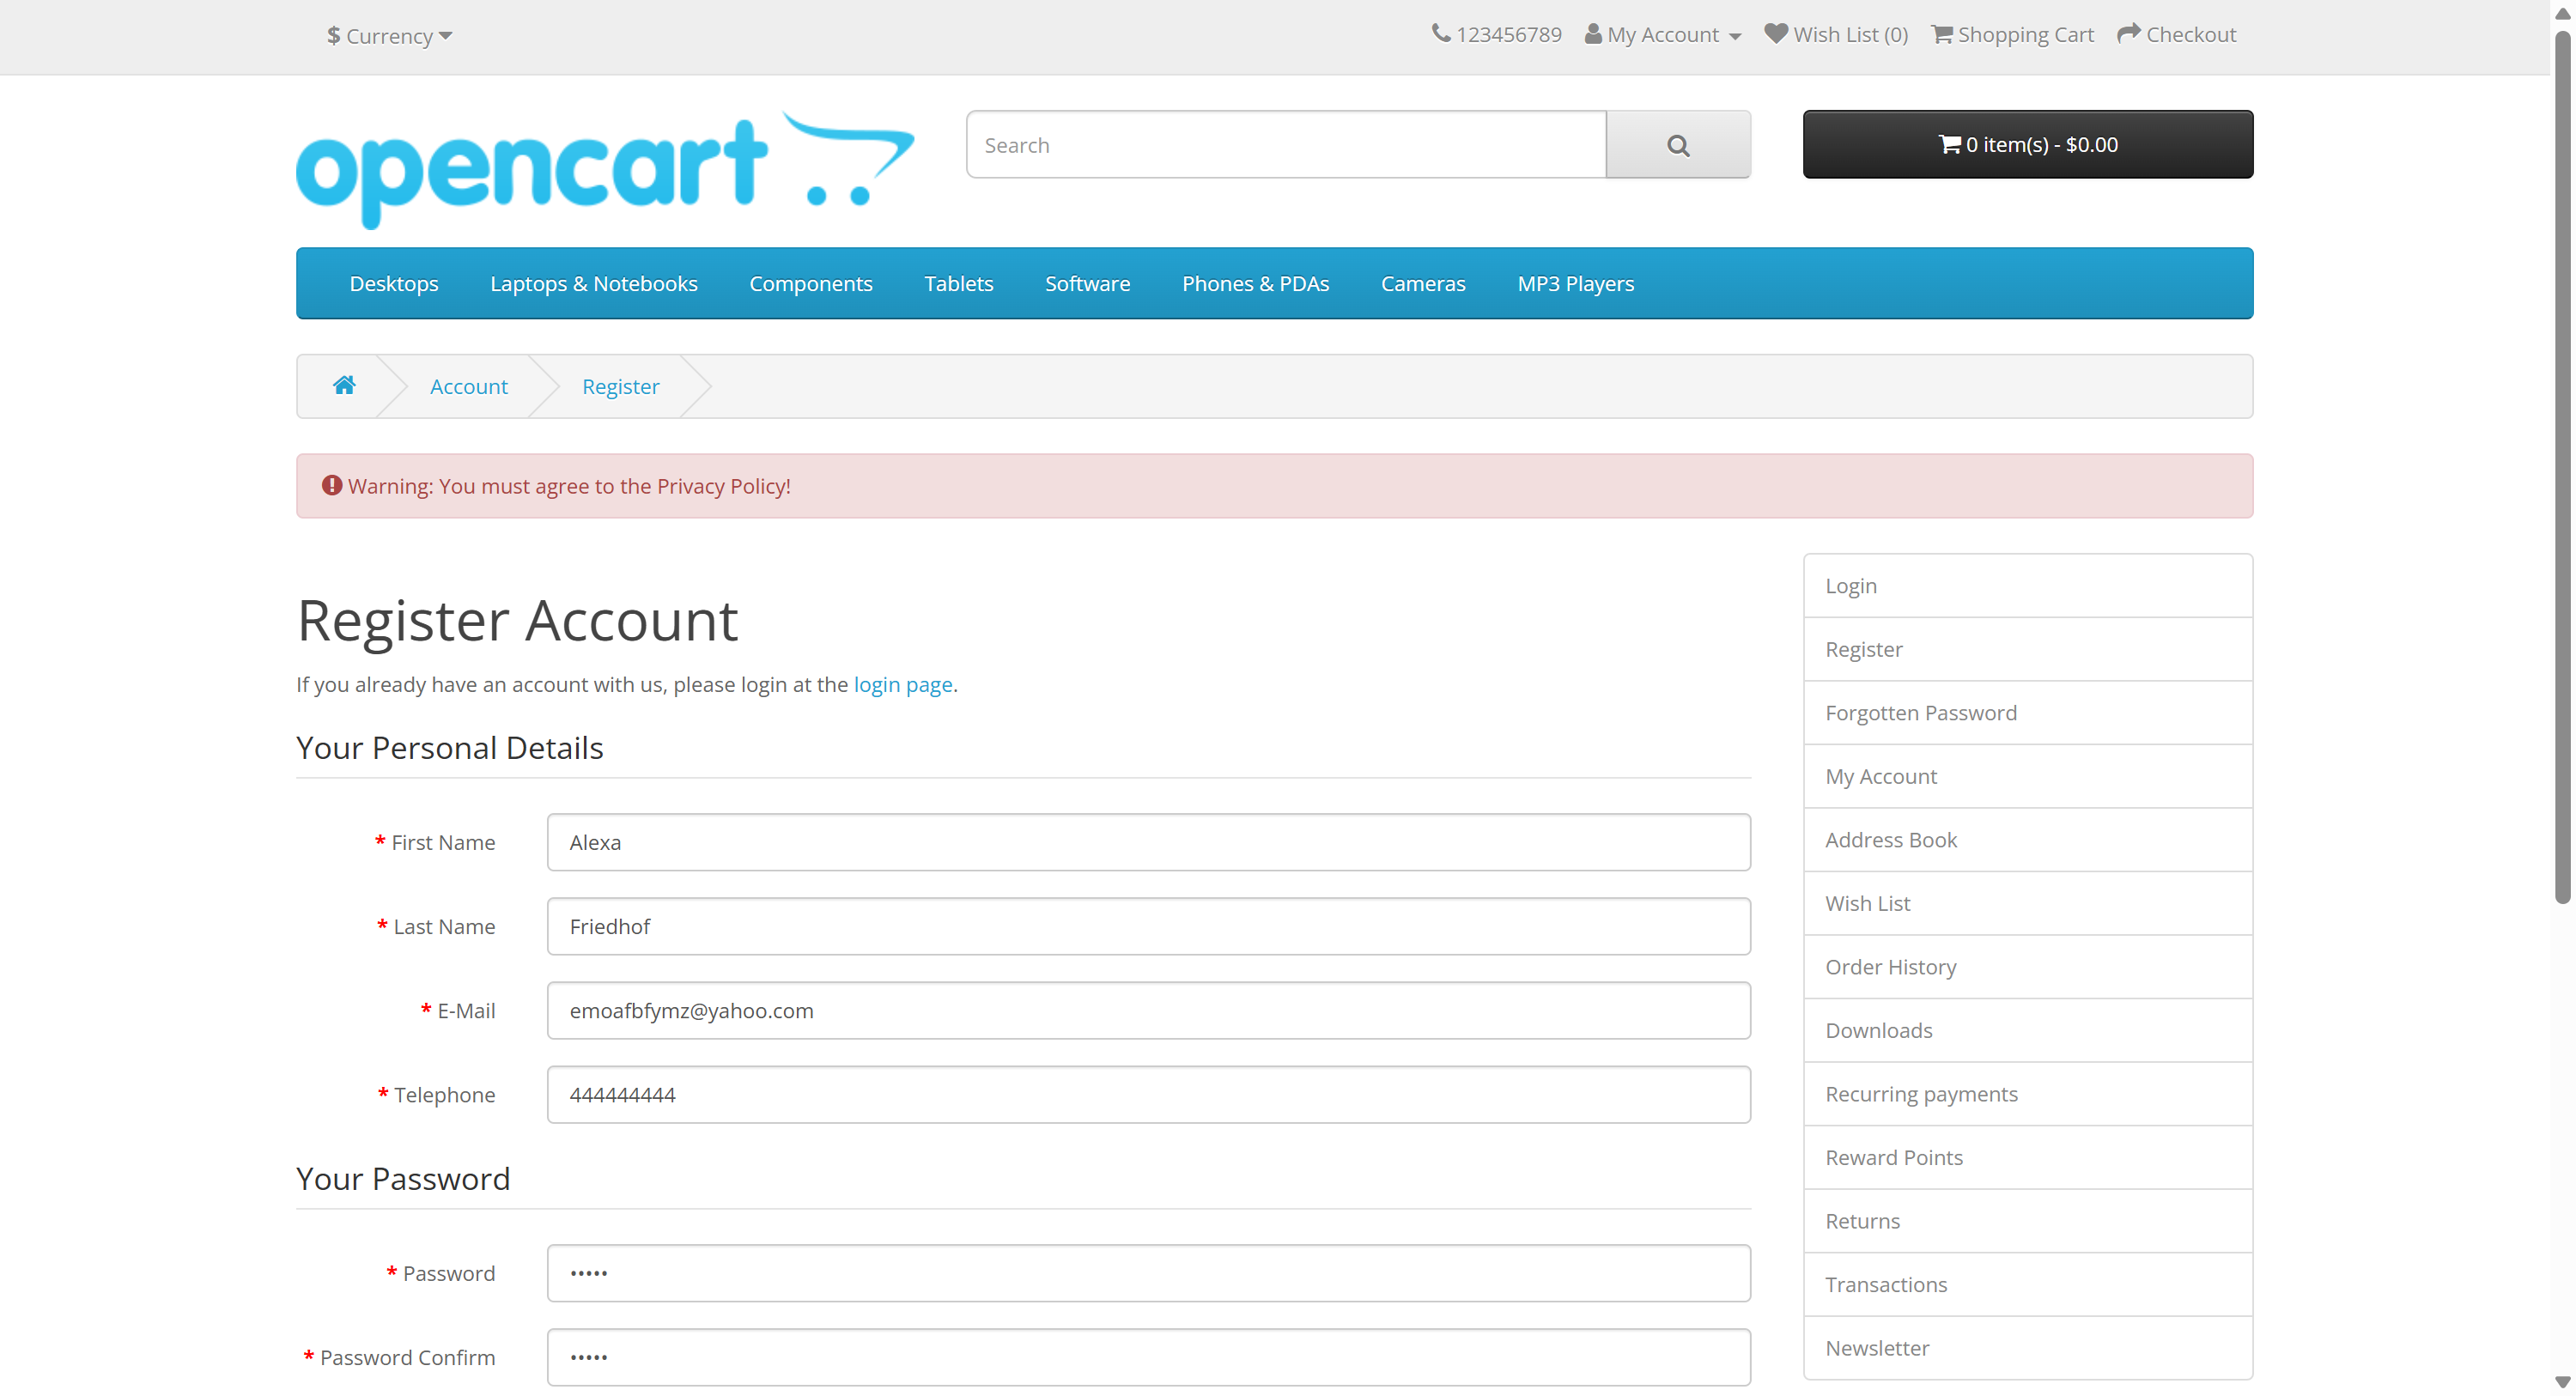 $ Currency
123456789 My Account Wish List (0) Shopping Cart Checkout
opencart
Search
0 item(s) - $0.00
Desktops Laptops & Notebooks Components Tablets Software Phones & PDAs Cameras MP3 Players
Account Register
Warning: You must agree to the Privacy Policy!
Register Account
If you already have an account with us, please login at the login page.
Your Personal Details
* First Name Alexa
* Last Name Friedhof
* E-Mail emoafbfymz@yahoo.com
* Telephone 444444444
Your Password
* Password •••••
* Password Confirm •••••
Login
Register
Forgotten Password
My Account
Address Book
Wish List
Order History
Downloads
Recurring payments
Reward Points
Returns
Transactions
Newsletter